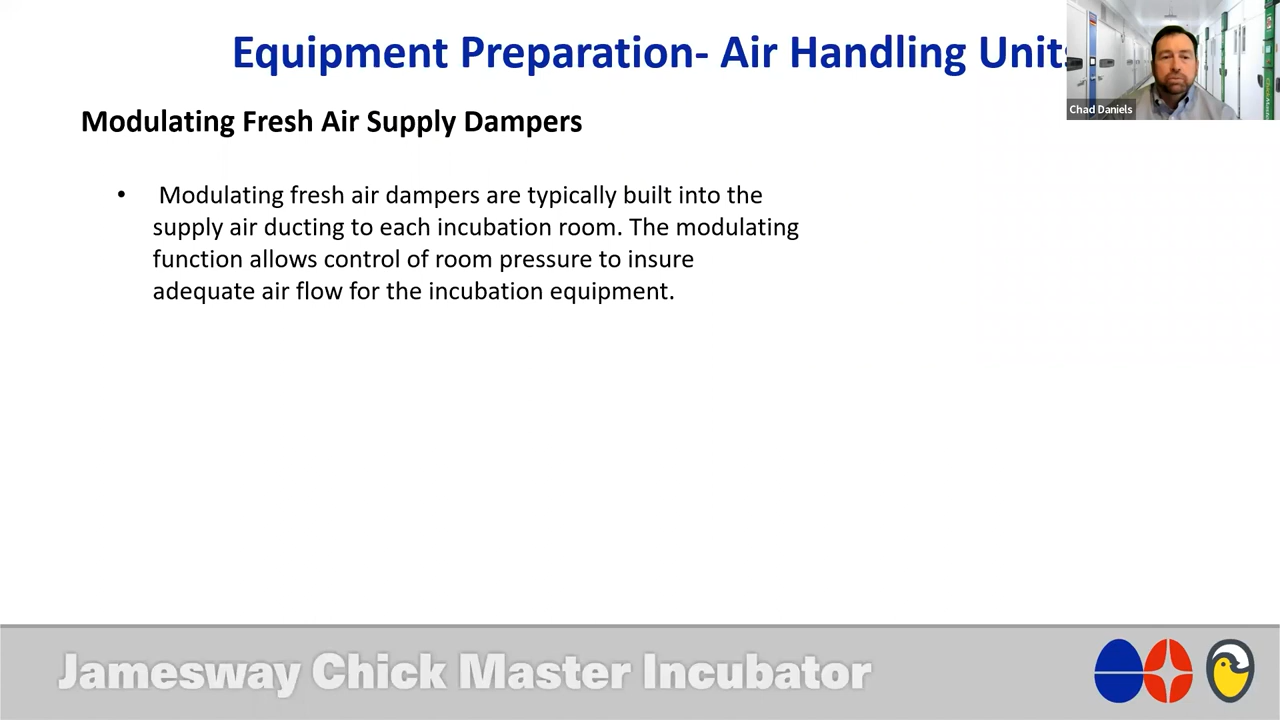 Equipment Preparation- Air Handling Units
Chad Daniels
Modulating Fresh Air Supply Dampers
• Modulating fresh air dampers are typically built into the
supply air ducting to each incubation room. The modulating
function allows control of room pressure to insure
adequate air flow for the incubation equipment.
Jamesway Chick Master Incubator